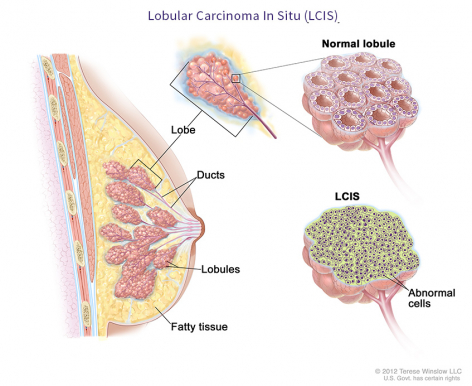 Lobular Carcinoma In Situ (LCIS)
Normal lobule
Lobe
Ducts
LCIS
Lobules
Abnormal
cells
Fatty tissue
© 2012 Terese Winslow LLC
U.S. Govt. has certain rights